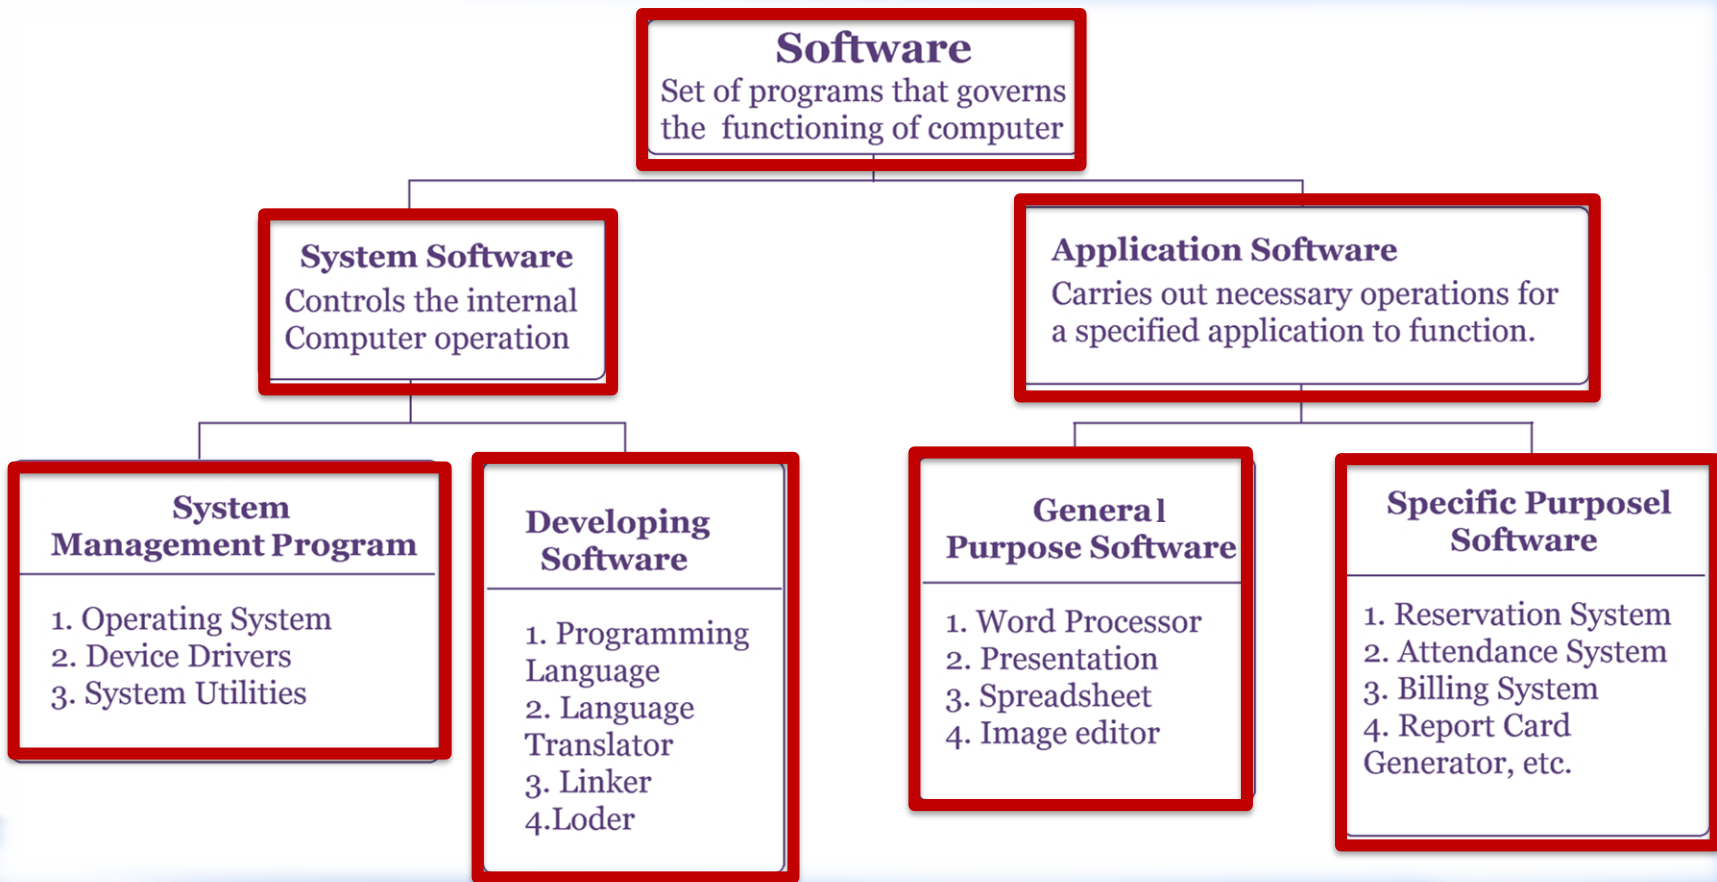 Software
Set of programs that governs
the functioning of computer
System Software
Controls the internal
Computer operation
Application Software
Carries out necessary operations for
a specified application to function.
System
Management Program
1. Operating System
2. Device Drivers
3. System Utilities
Developing
Software
1. Programming
Language
2. Language
Translator
3. Linker
4.Loder
General
Purpose Software
1. Word Processor
2. Presentation
3. Spreadsheet
4. Image editor
Specific Purposel
Software
1. Reservation System
2. Attendance System
3. Billing System
4. Report Card
Generator, etc.